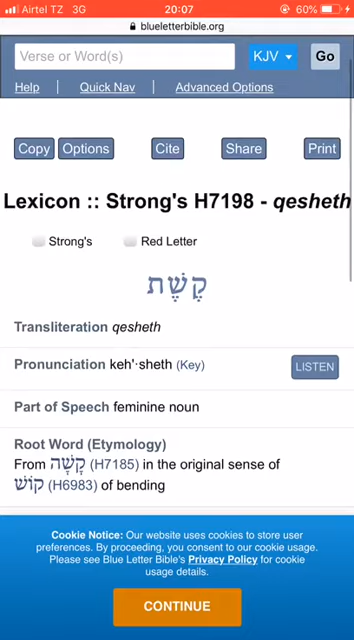 Airtel TZ 3G 20:07 60%
blueletterbible.org
Verse or Word(s) KJV Go
Help | Quick Nav | Advanced Options
Copy Options Cite Share Print
Lexicon :: Strong's H7198 - qesheth
Strong's Red Letter
קֶשֶׁת
Transliteration qesheth
Pronunciation keh'·sheth (Key) LISTEN
Part of Speech feminine noun
Root Word (Etymology)
From קָשָׁה (H7185) in the original sense of
קוֹשׁ (H6983) of bending
Cookie Notice: Our website uses cookies to store user
preferences. By proceeding, you consent to our cookie usage.
Please see Blue Letter Bible's Privacy Policy for cookie
usage details.
CONTINUE